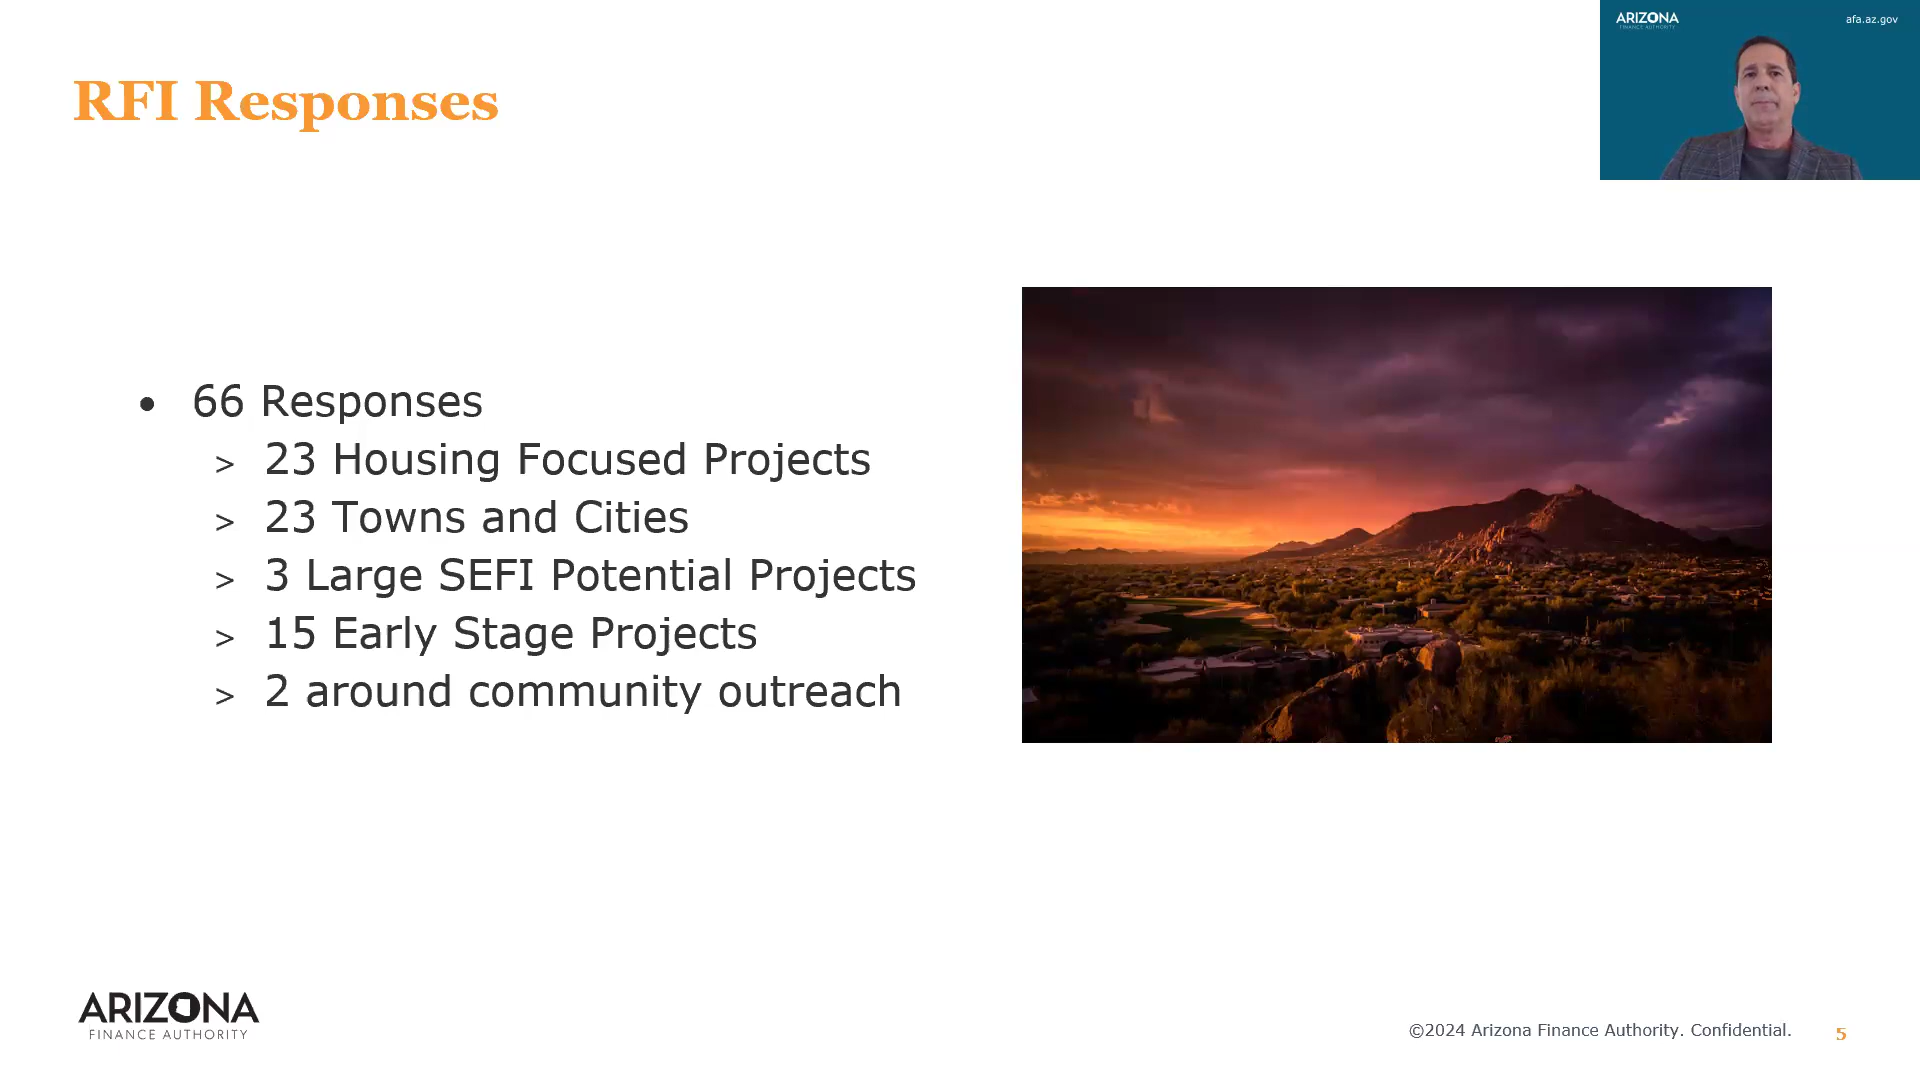 ARIZONA
FINANCE AUTHORITY
afa.az.gov
RFI Responses
• 66 Responses
> 23 Housing Focused Projects
> 23 Towns and Cities
> 3 Large SEFI Potential Projects
> 15 Early Stage Projects
> 2 around community outreach
ARIZONA
FINANCE AUTHORITY
©2024 Arizona Finance Authority. Confidential.
5